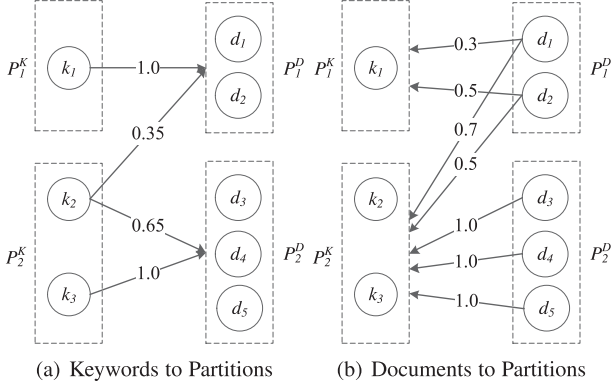 P_1^K
k_1
1.0
d_1
d_2
P_1^D
0.35
P_2^K
k_2
0.65
k_3
1.0
d_3
d_4
d_5
P_2^D
(a) Keywords to Partitions
P_1^K
k_1
0.3
0.5
d_1
d_2
P_1^D
0.7
0.5
P_2^K
k_2
k_3
1.0
1.0
1.0
d_3
d_4
d_5
P_2^D
(b) Documents to Partitions